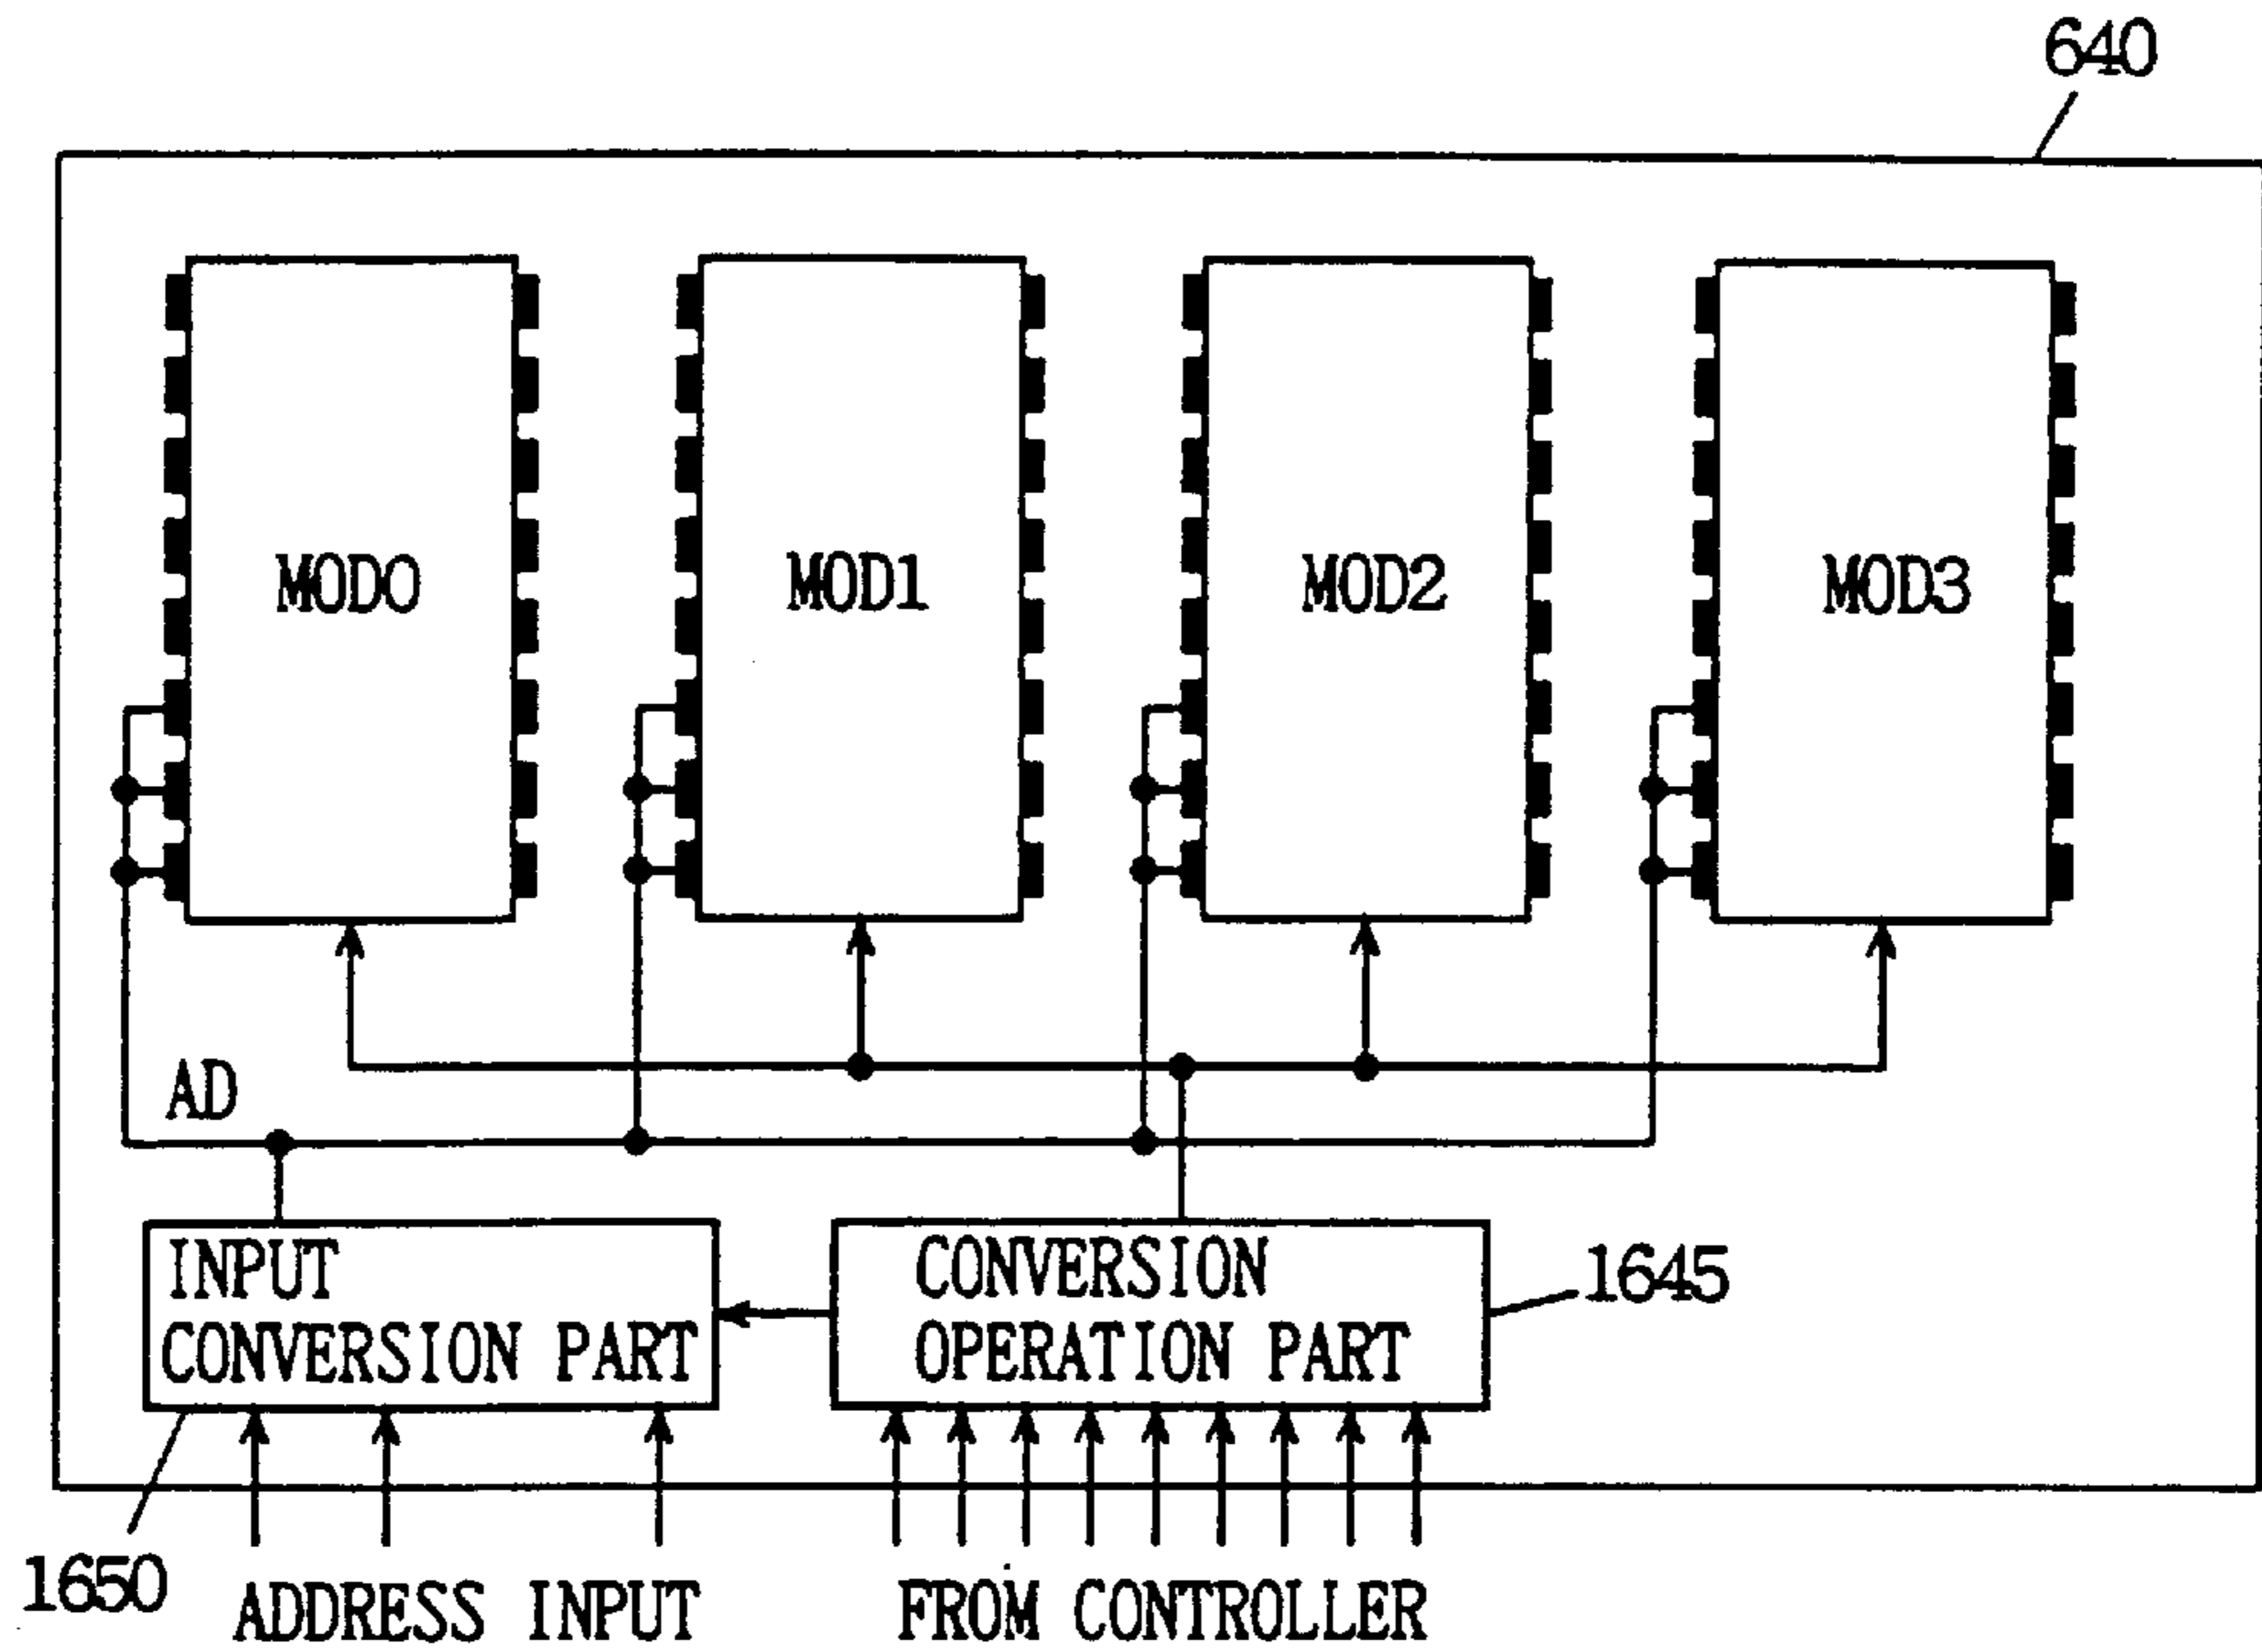 640
MOD0
MOD1
MOD2
MOD3
AD
INPUT
CONVERSION PART
CONVERSION
OPERATION PART
1645
1650
ADDRESS INPUT
FROM CONTROLLER